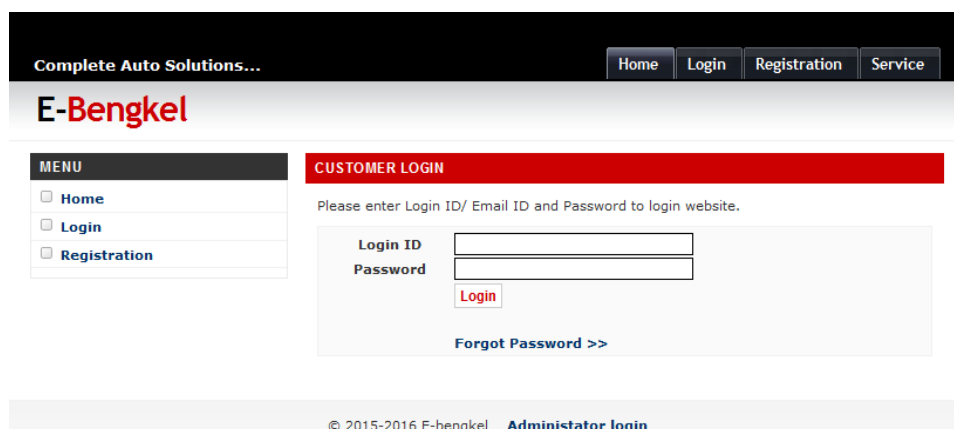 Complete Auto Solutions...
Home Login Registration Service
E-Bengkel
MENU
Home
Login
Registration
CUSTOMER LOGIN
Please enter Login ID/ Email ID and Password to login website.
Login ID
Password
Login
Forgot Password >>
© 2015-2016 E-bengkel Administator login